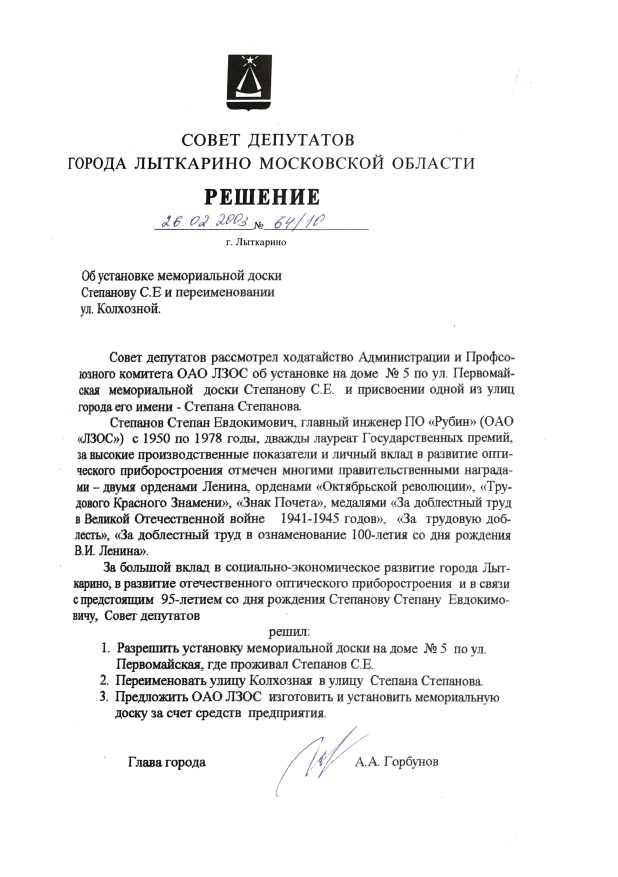 СОВЕТ ДЕПУТАТОВ
ГОРОДА ЛЫТКАРИНО МОСКОВСКОЙ ОБЛАСТИ
РЕШЕНИЕ
26.02.2003 № 64/10
г. Лыткарино
Об установке мемориальной доски
Степанову С.Е и переименовании
ул. Колхозной.
Совет депутатов рассмотрел ходатайство Администрации и Профсо-
юзного комитета ОАО ЛЗОС об установке на доме № 5 по ул. Первомай-
ская мемориальной доски Степанову С.Е. и присвоении одной из улиц
города его имени - Степана Степанова.
Степанов Степан Евдокимович, главный инженер ПО «Рубин» (ОАО
«ЛЗОС») с 1950 по 1978 годы, дважды лауреат Государственных премий,
за высокие производственные показатели и личный вклад в развитие опти-
ческого приборостроения отмечен многими правительственными награда-
ми – двумя орденами Ленина, орденами «Октябрьской революции», «Тру-
дового Красного Знамени», «Знак Почета», медалями «За доблестный труд
в Великой Отечественной войне 1941-1945 годов», «За трудовую доб-
лесть», «За доблестный труд в ознаменование 100-летия со дня рождения
В.И. Ленина».
За большой вклад в социально-экономическое развитие города Лыт-
карино, в развитие отечественного оптического приборостроения и в связи
с предстоящим 95-летием со дня рождения Степанову Степану Евдокимо-
вичу, Совет депутатов
решил:
1. Разрешить установку мемориальной доски на доме № 5 по ул.
Первомайская, где проживал Степанов С.Е.
2. Переименовать улицу Колхозная в улицу Степана Степанова.
3. Предложить ОАО ЛЗОС изготовить и установить мемориальную
доску за счет средств предприятия.
Глава города А.А. Горбунов